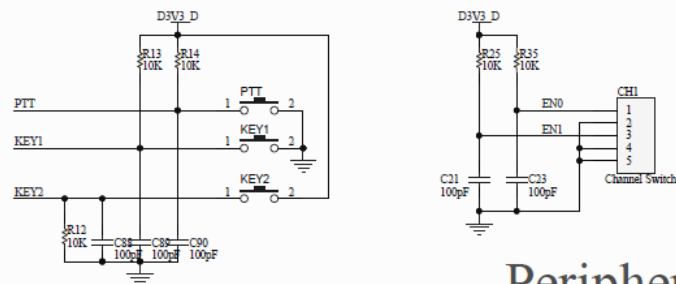 D3V3_D
R13
10K
R14
10K
PTT
1
PTT
2
KEY1
1
KEY1
2
KEY2
1
KEY2
2
R12
10K
C88
100pF
C89
100pF
C90
100pF
D3V3_D
R25
10K
R35
10K
CH1
EN0
1
2
EN1
3
4
5
Channel Switch
C21
100pF
C23
100pF
Peripher